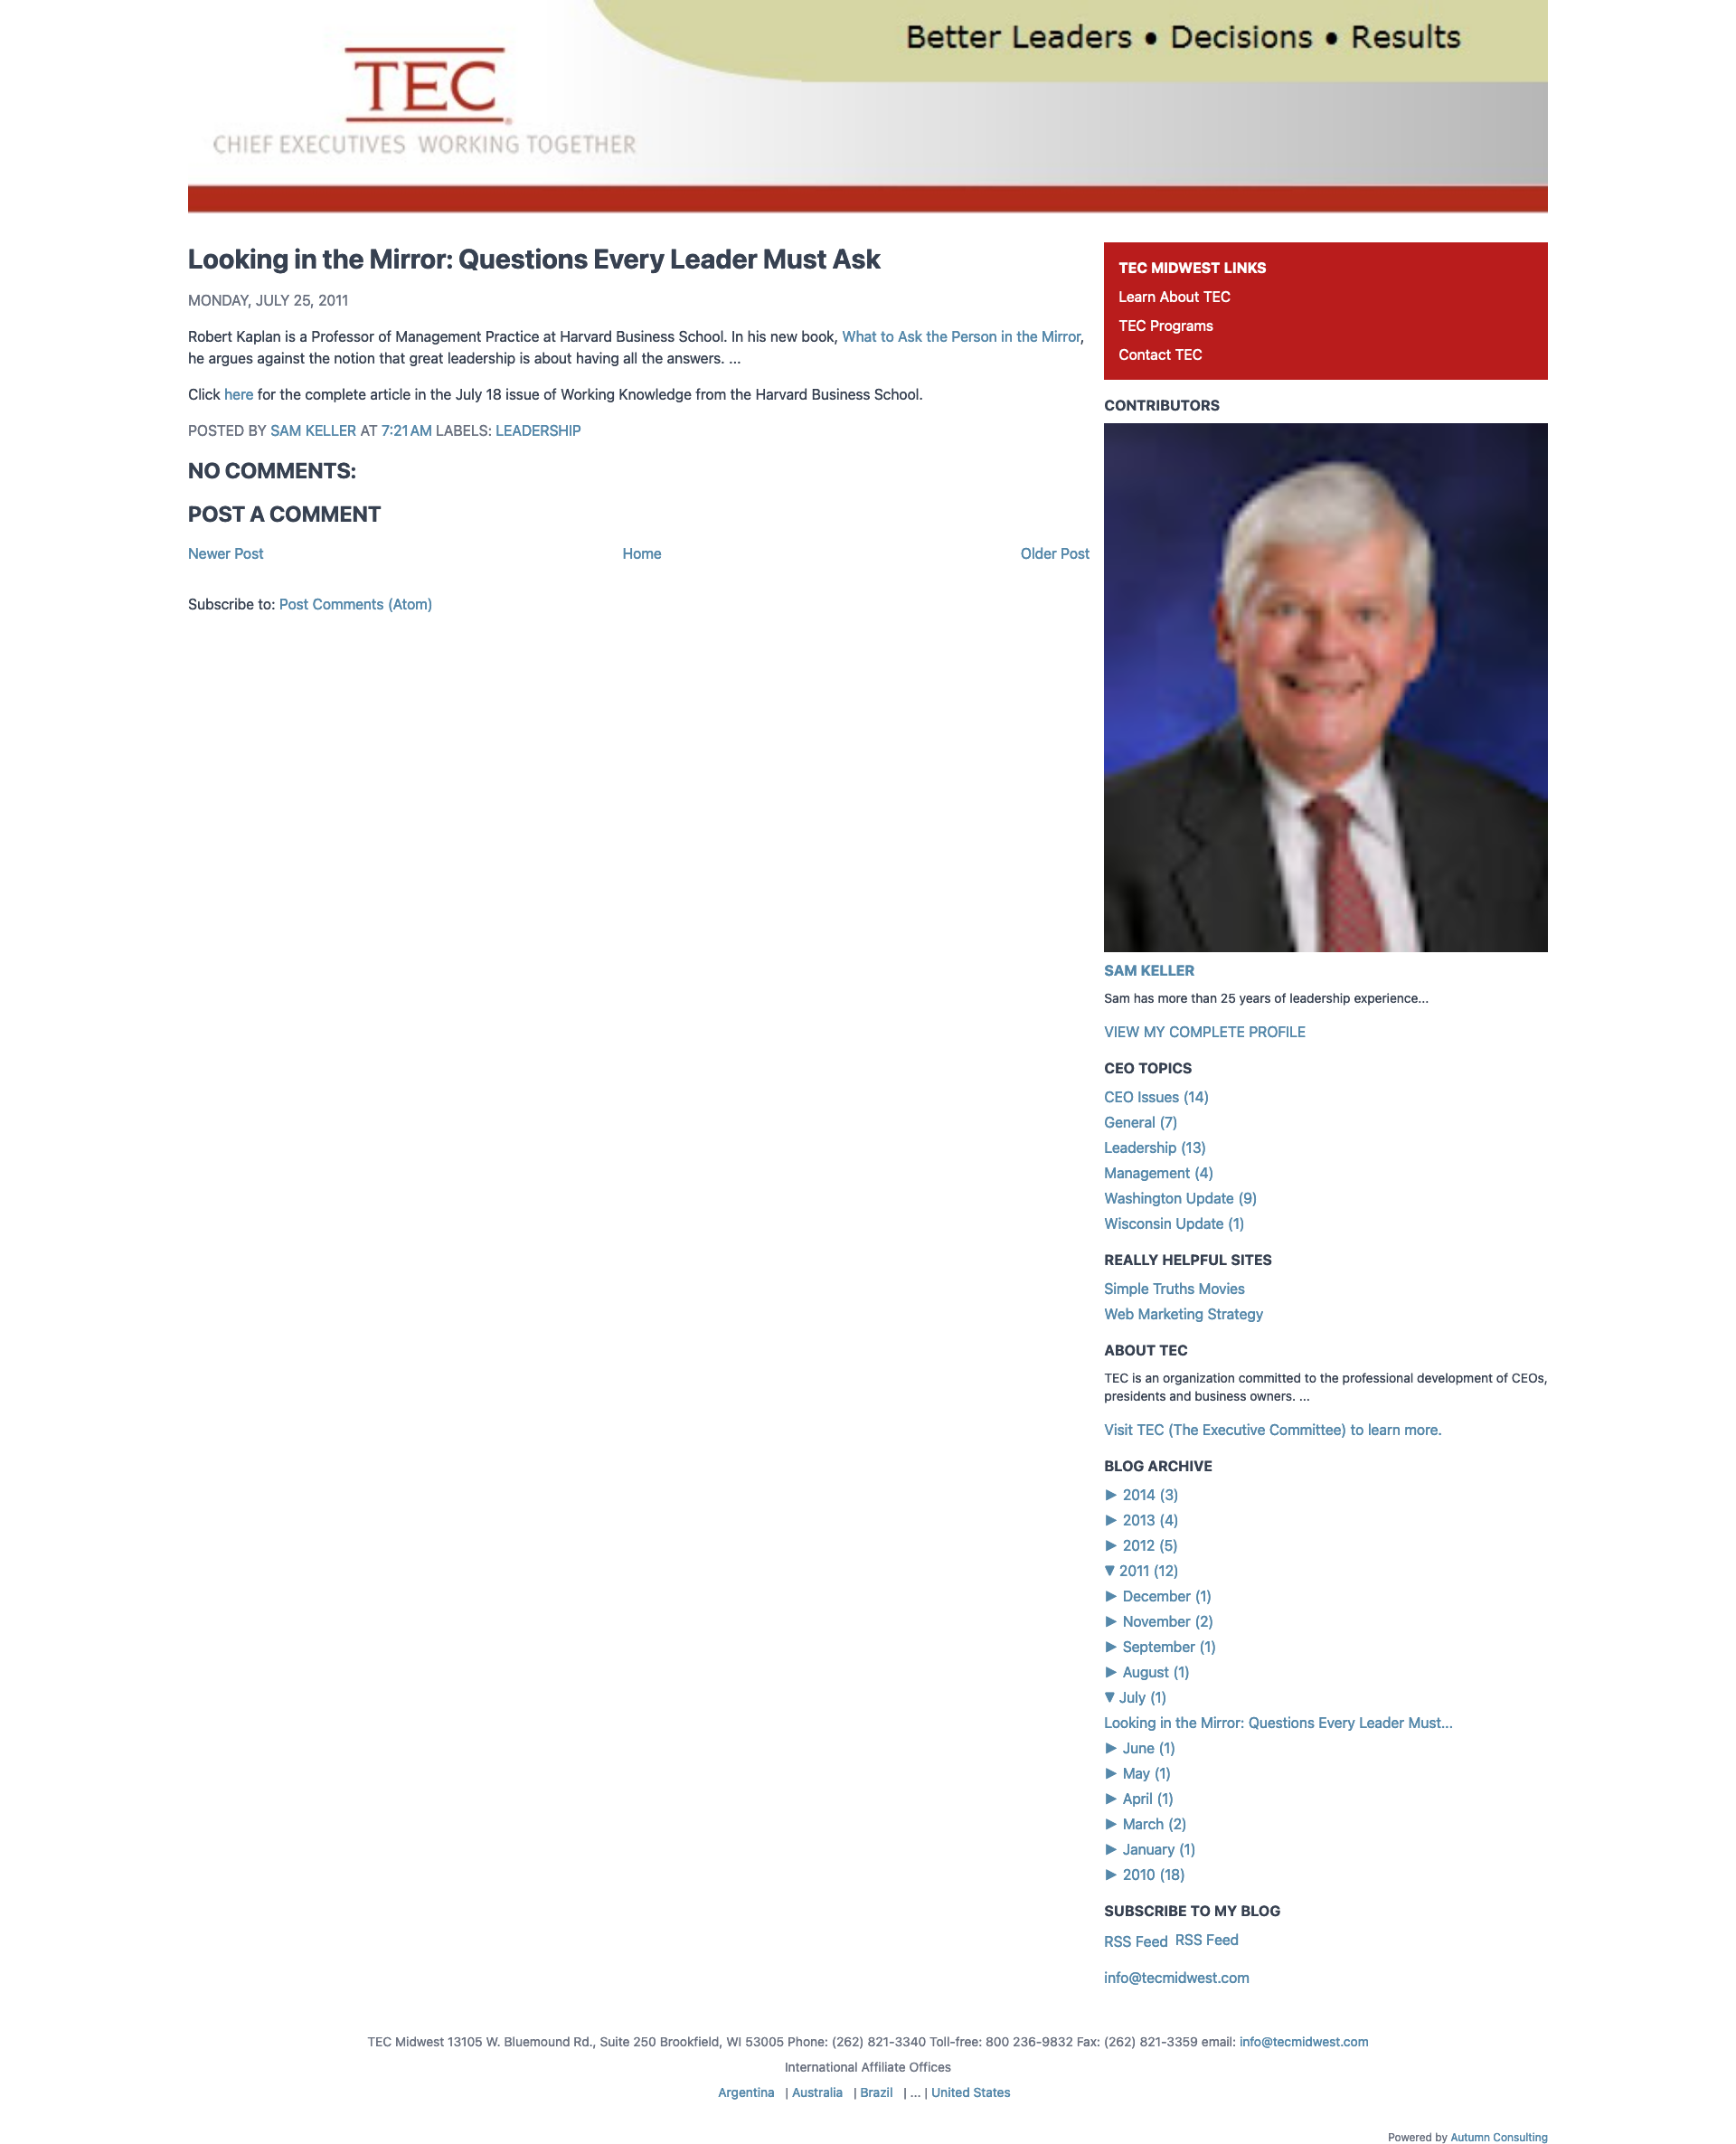 Better Leaders • Decisions • Results
TEC®
CHIEF EXECUTIVES WORKING TOGETHER
Looking in the Mirror: Questions Every Leader Must Ask
MONDAY, JULY 25, 2011
Robert Kaplan is a Professor of Management Practice at Harvard Business School. In his new book, What to Ask the Person in the Mirror,
he argues against the notion that great leadership is about having all the answers. ...
Click here for the complete article in the July 18 issue of Working Knowledge from the Harvard Business School.
POSTED BY SAM KELLER AT 7:21 AM LABELS: LEADERSHIP
NO COMMENTS:
POST A COMMENT
Newer Post Home Older Post
Subscribe to: Post Comments (Atom)
TEC MIDWEST LINKS
Learn About TEC
TEC Programs
Contact TEC
CONTRIBUTORS
SAM KELLER
Sam has more than 25 years of leadership experience...
VIEW MY COMPLETE PROFILE
CEO TOPICS
CEO Issues (14)
General (7)
Leadership (13)
Management (4)
Washington Update (9)
Wisconsin Update (1)
REALLY HELPFUL SITES
Simple Truths Movies
Web Marketing Strategy
ABOUT TEC
TEC is an organization committed to the professional development of CEOs,
presidents and business owners. ...
Visit TEC (The Executive Committee) to learn more.
BLOG ARCHIVE
► 2014 (3)
► 2013 (4)
► 2012 (5)
▼ 2011 (12)
► December (1)
► November (2)
► September (1)
► August (1)
▼ July (1)
Looking in the Mirror: Questions Every Leader Must...
► June (1)
► May (1)
► April (1)
► March (2)
► January (1)
► 2010 (18)
SUBSCRIBE TO MY BLOG
RSS Feed RSS Feed
info@tecmidwest.com
TEC Midwest 13105 W. Bluemound Rd., Suite 250 Brookfield, WI 53005 Phone: (262) 821-3340 Toll-free: 800 236-9832 Fax: (262) 821-3359 email: info@tecmidwest.com
International Affiliate Offices
Argentina | Australia | Brazil | ... | United States
Powered by Autumn Consulting